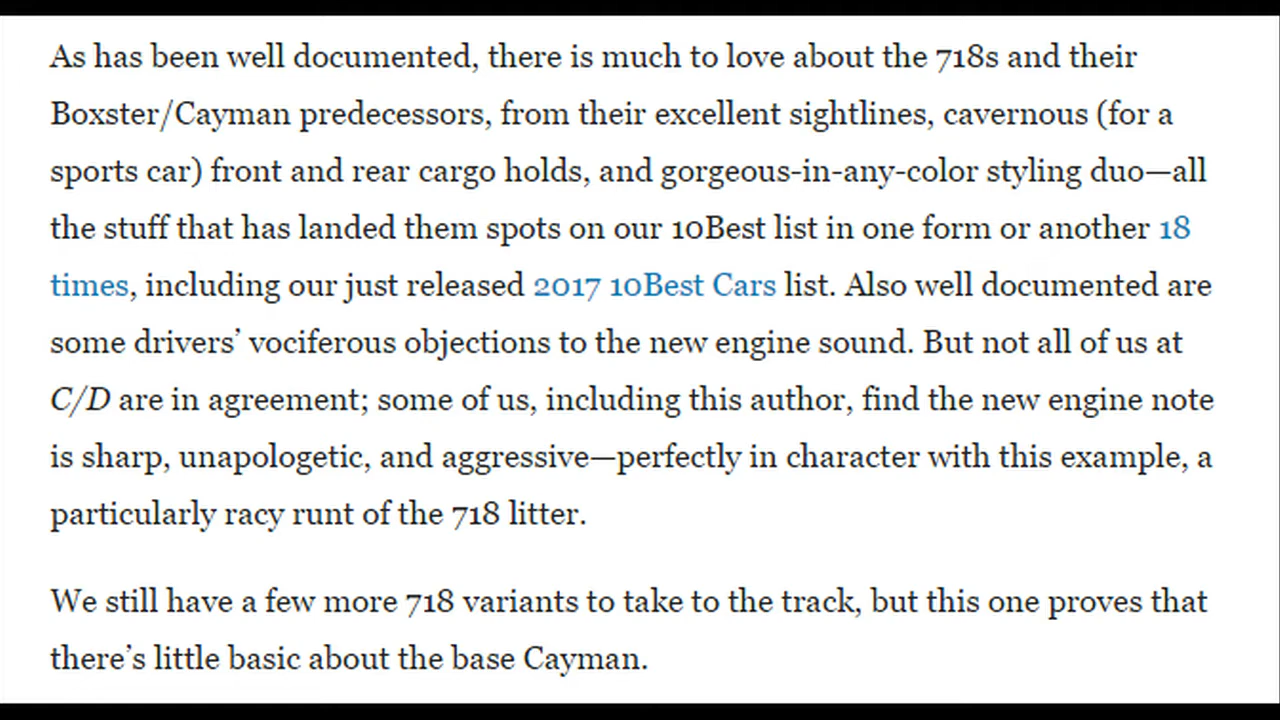 As has been well documented, there is much to love about the 718s and their
Boxster/Cayman predecessors, from their excellent sightlines, cavernous (for a
sports car) front and rear cargo holds, and gorgeous-in-any-color styling duo—all
the stuff that has landed them spots on our 10Best list in one form or another 18
times, including our just released 2017 10Best Cars list. Also well documented are
some drivers’ vociferous objections to the new engine sound. But not all of us at
C/D are in agreement; some of us, including this author, find the new engine note
is sharp, unapologetic, and aggressive—perfectly in character with this example, a
particularly racy runt of the 718 litter.
We still have a few more 718 variants to take to the track, but this one proves that
there’s little basic about the base Cayman.